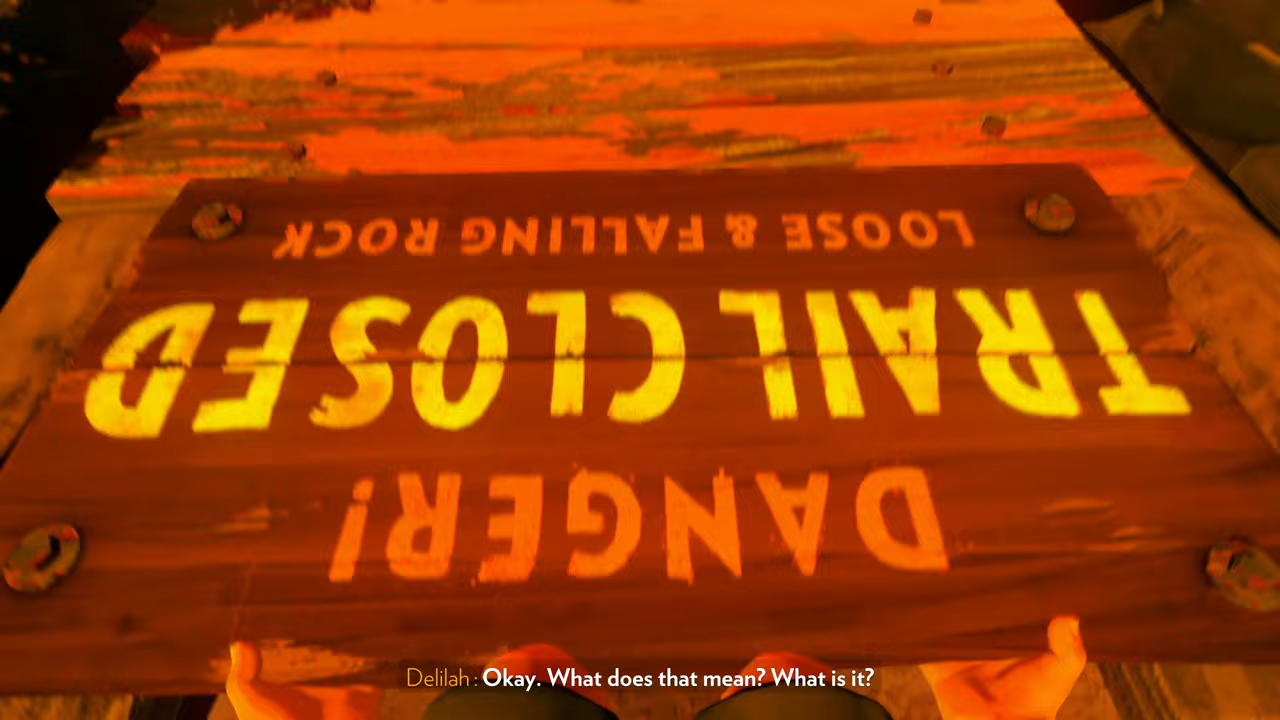 DANGER!
TRAIL CLOSED
LOOSE & FALLING ROCK
Delilah : Okay. What does that mean? What is it?